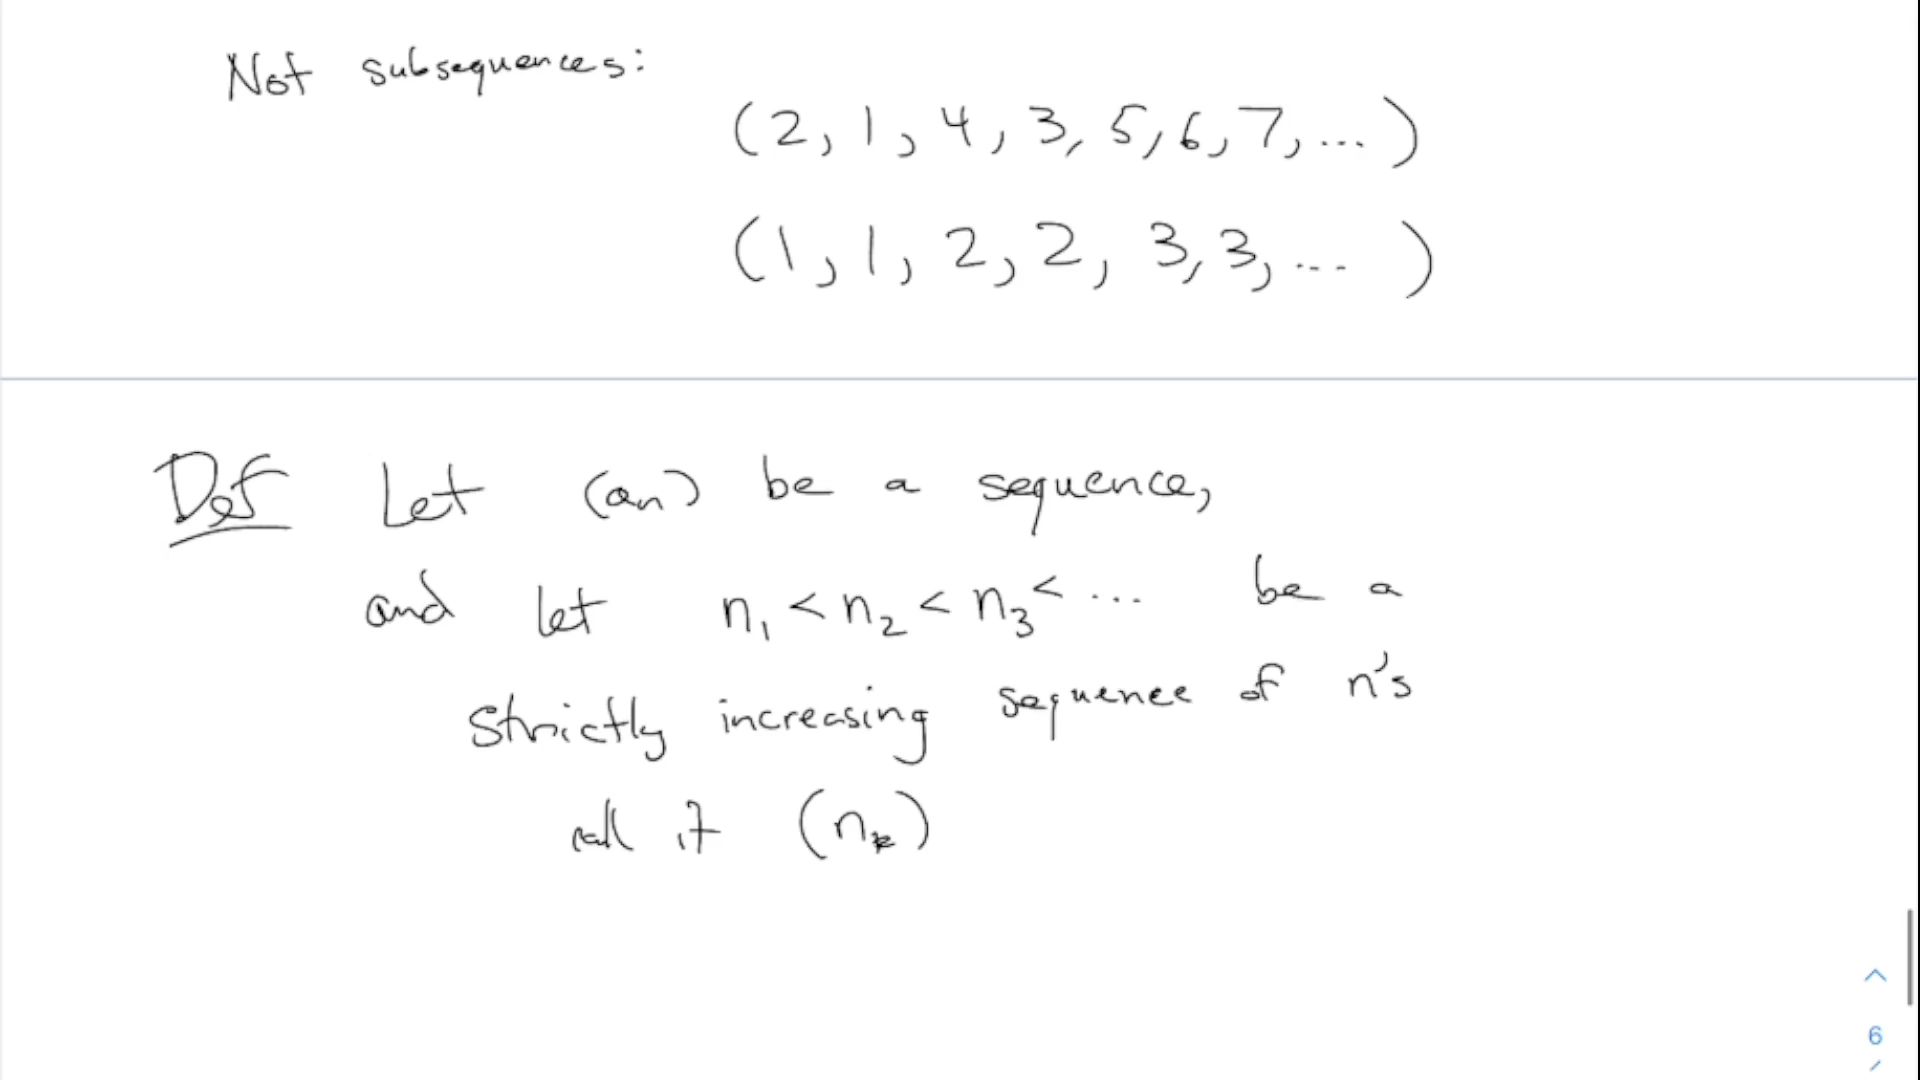 Not subsequences:
(2, 1, 4, 3, 5, 6, 7, ... )
(1, 1, 2, 2, 3, 3, ... )
Def Let (an) be a sequence,
and let n₁ < n₂ < n₃ < ... be a
strictly increasing sequence of n's
call it (nₖ)
6